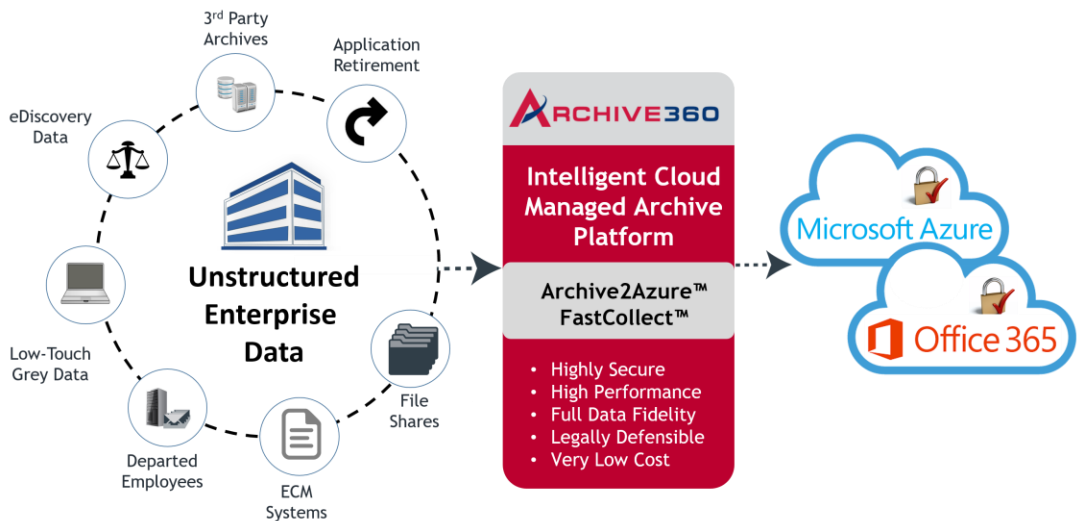 3rd Party
Archives
Application
Retirement
eDiscovery
Data
Unstructured
Enterprise
Data
Low-Touch
Grey Data
Departed
Employees
ECM
Systems
File
Shares
ARCHIVE360
Intelligent Cloud
Managed Archive
Platform
Archive2Azure™
FastCollect™
• Highly Secure
• High Performance
• Full Data Fidelity
• Legally Defensible
• Very Low Cost
Microsoft Azure
Office 365